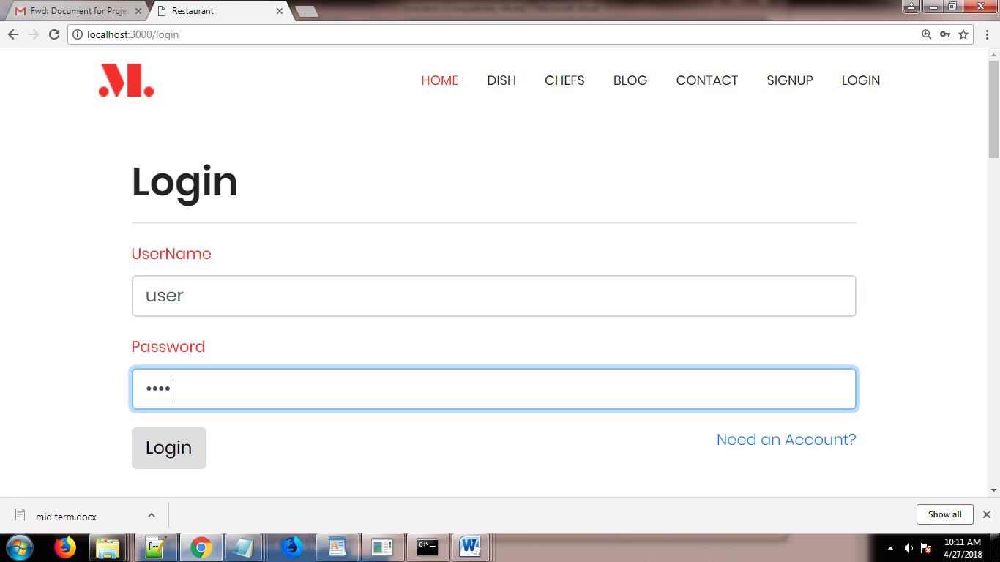 Fwd: Document for Proje
Restaurant
localhost:3000/login
M.
HOME DISH CHEFS BLOG CONTACT SIGNUP LOGIN
Login
UserName
user
Password
••••
Login
Need an Account?
mid term.docx
Show all
10:11 AM
4/27/2018